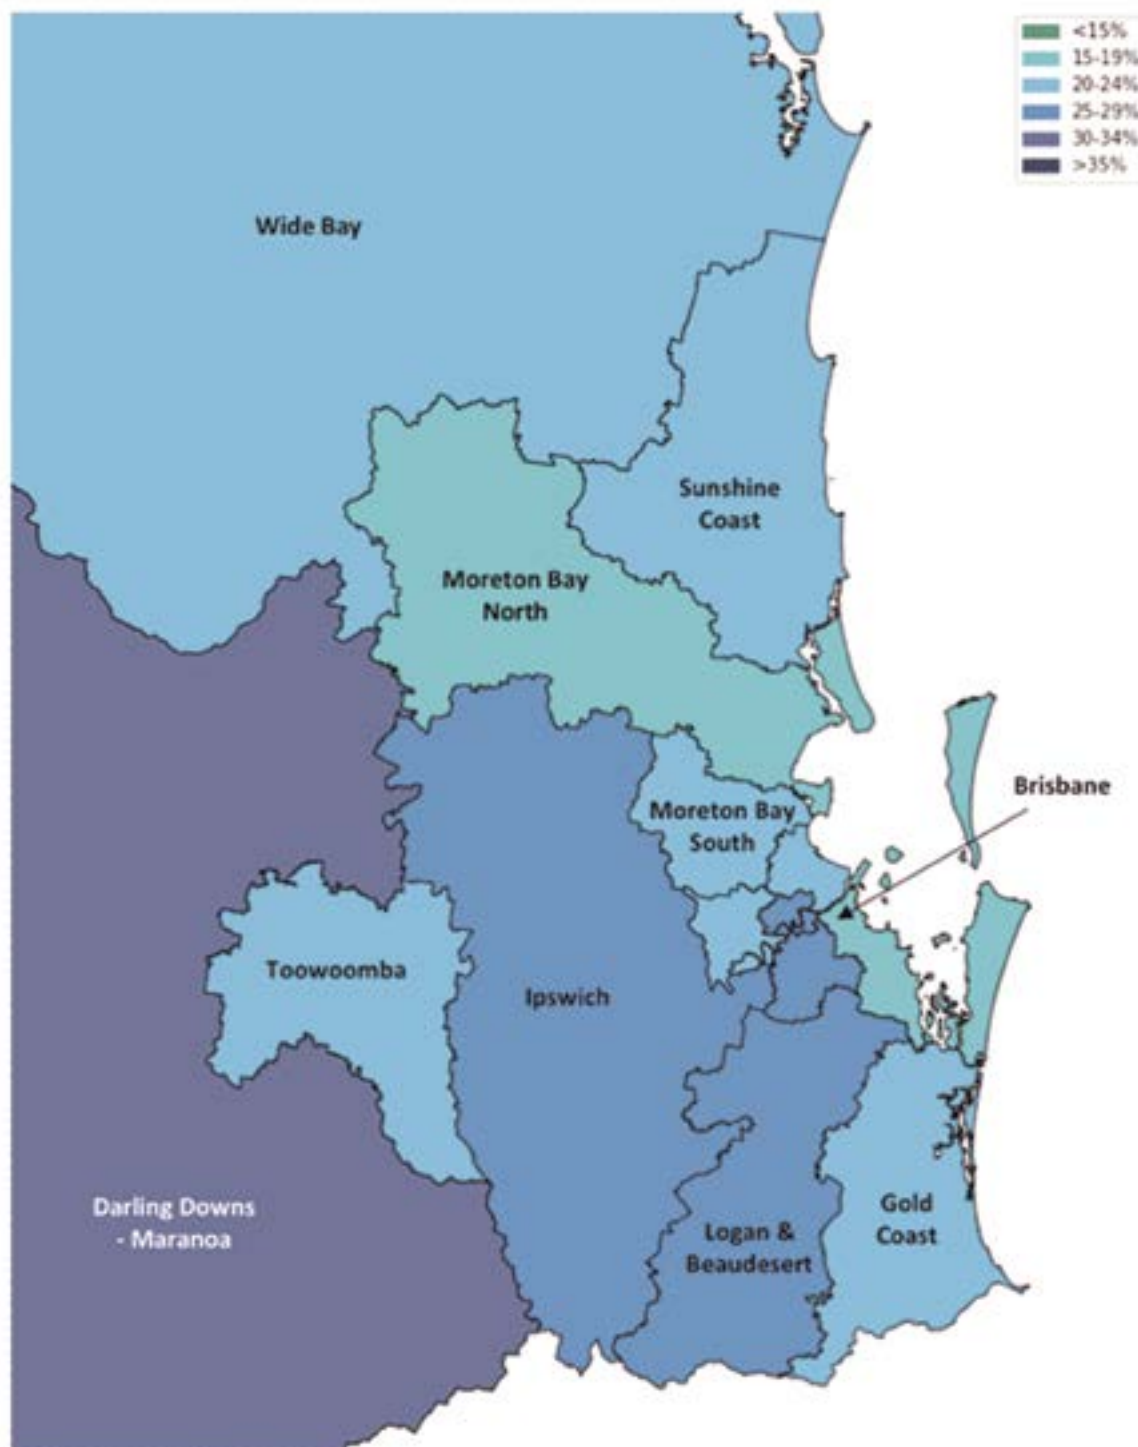 <15%
15-19%
20-24%
25-29%
30-34%
>35%
Wide Bay
Sunshine
Coast
Moreton Bay
North
Brisbane
Moreton Bay
South
Toowoomba
Ipswich
Darling Downs
- Maranoa
Gold
Coast
Logan &
Beaudesert